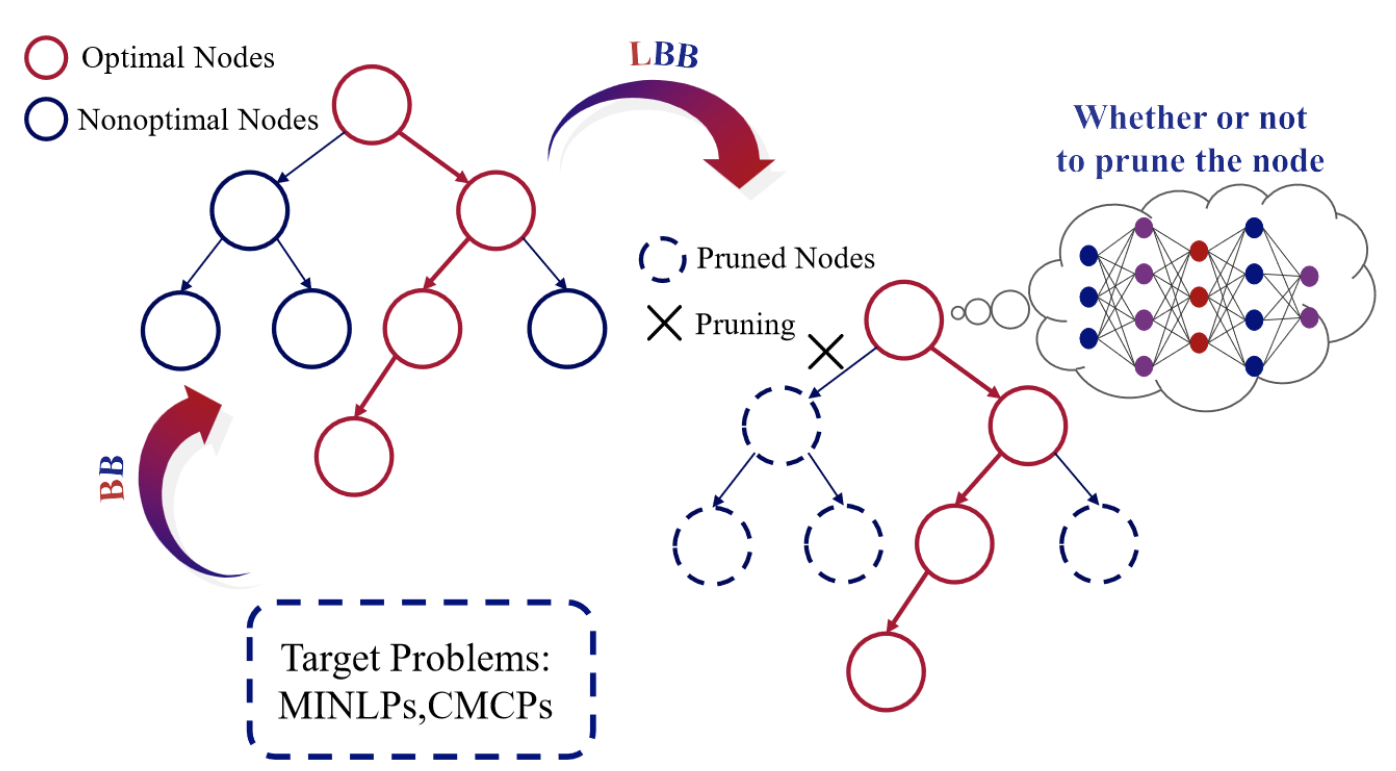 Optimal Nodes
Nonoptimal Nodes
LBB
Whether or not
to prune the node
Pruned Nodes
Pruning
BB
Target Problems:
MINLPs,CMCPs